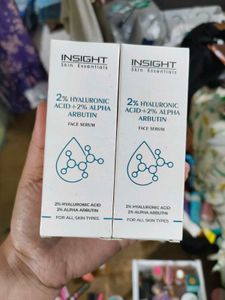 INSIGHT
Skin Essentials
2% HYALURONIC
ACID+2% ALPHA
ARBUTIN
FACE SERUM
2% HYALURONIC ACID
2% ALPHA ARBUTIN
FOR ALL SKIN TYPES
INSIGHT
Skin Essentials
2% HYALURONIC
ACID+2% ALPHA
ARBUTIN
FACE SERUM
2% HYALURONIC ACID
2% ALPHA ARBUTIN
FOR ALL SKIN TYPES